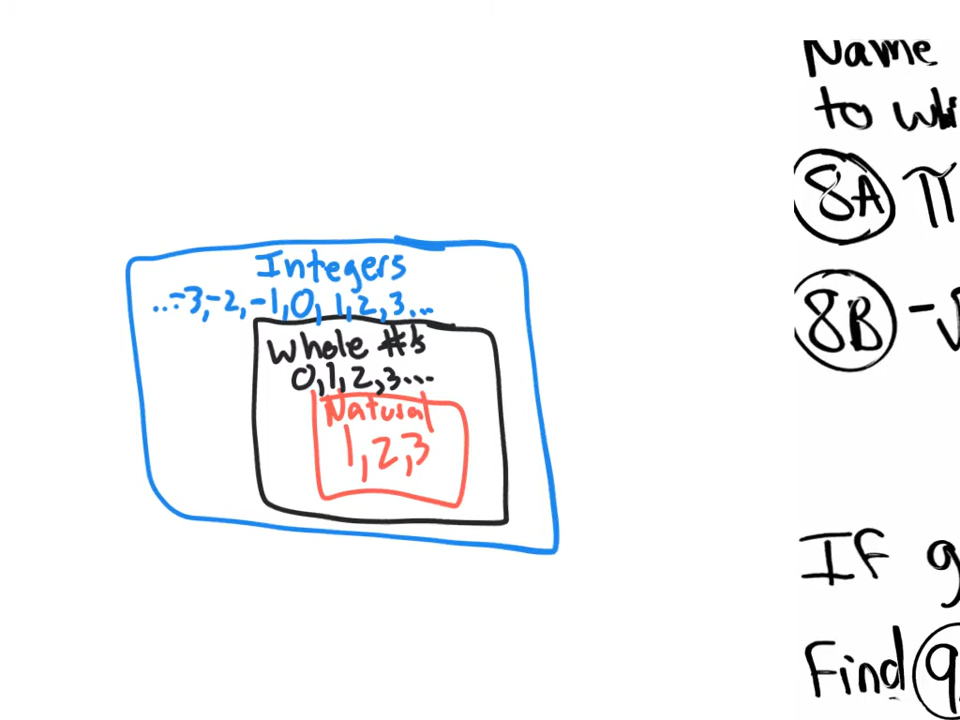 Integers
...-3,-2,-1,0,1,2,3...
Whole #'s
0,1,2,3...
Natural
1,2,3
Name
to
8A π
8B -
If g
Find 9